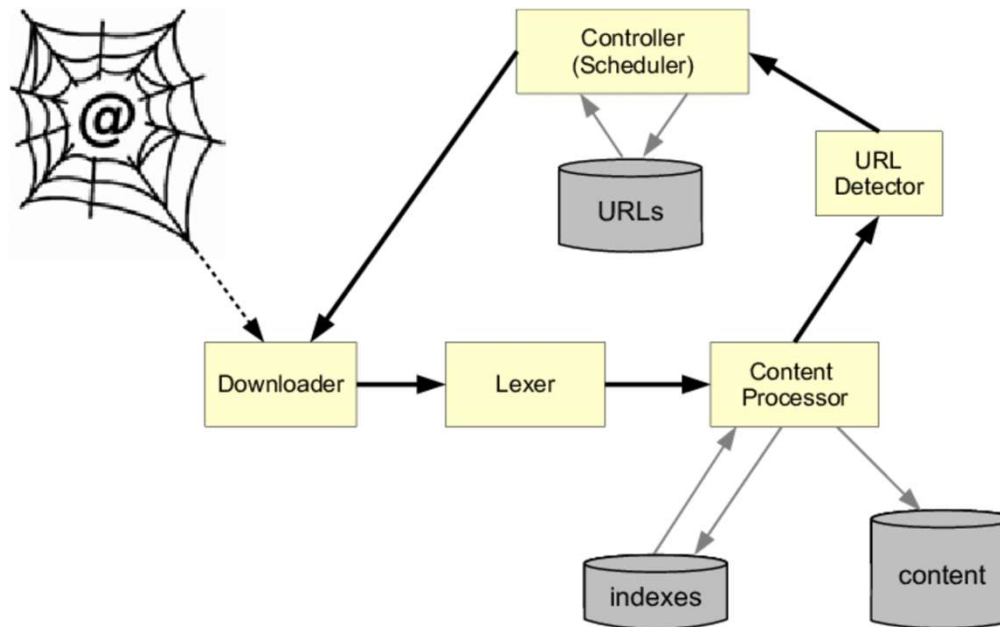 @
Controller
(Scheduler)
URL
Detector
URLs
Downloader
Lexer
Content
Processor
indexes
content